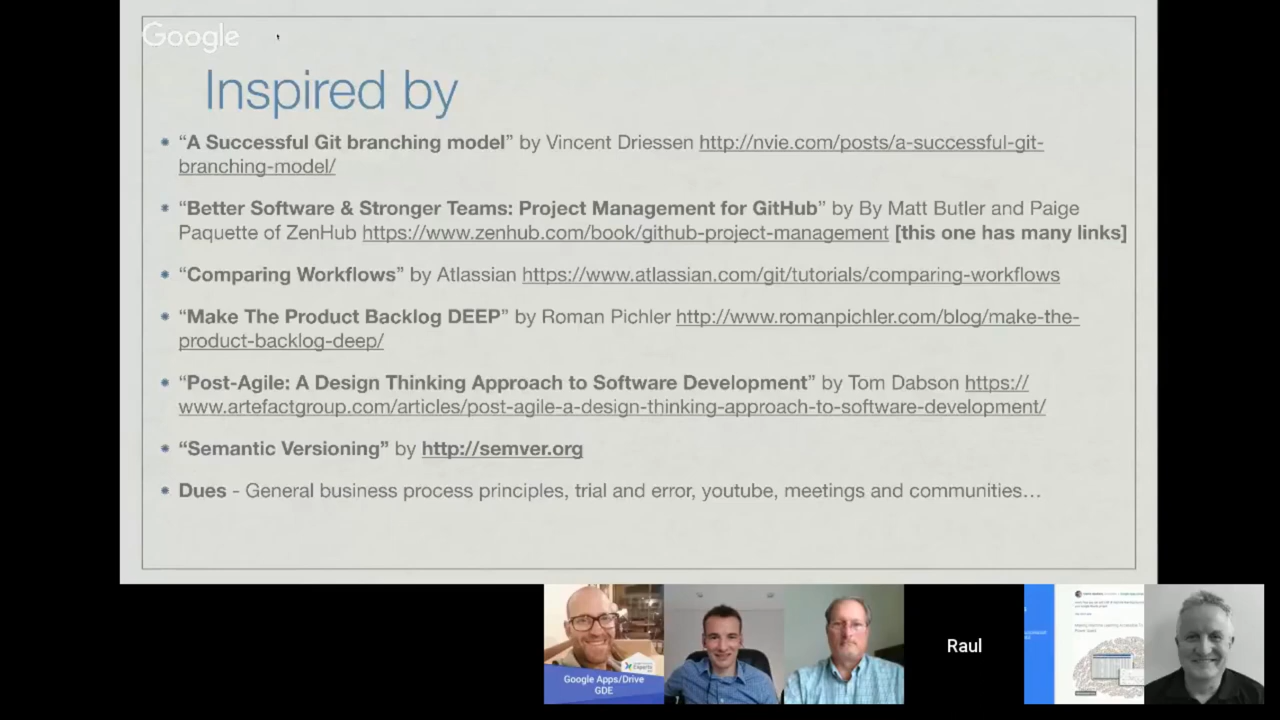 Google
Inspired by
“A Successful Git branching model” by Vincent Driessen http://nvie.com/posts/a-successful-git-
branching-model/
“Better Software & Stronger Teams: Project Management for GitHub” by By Matt Butler and Paige
Paquette of ZenHub https://www.zenhub.com/book/github-project-management [this one has many links]
“Comparing Workflows” by Atlassian https://www.atlassian.com/git/tutorials/comparing-workflows
“Make The Product Backlog DEEP” by Roman Pichler http://www.romanpichler.com/blog/make-the-
product-backlog-deep/
“Post-Agile: A Design Thinking Approach to Software Development” by Tom Dabson https://
www.artefactgroup.com/articles/post-agile-a-design-thinking-approach-to-software-development/
“Semantic Versioning” by http://semver.org
Dues - General business process principles, trial and error, youtube, meetings and communities…
Experts
Google Apps/Drive
GDE
Raul